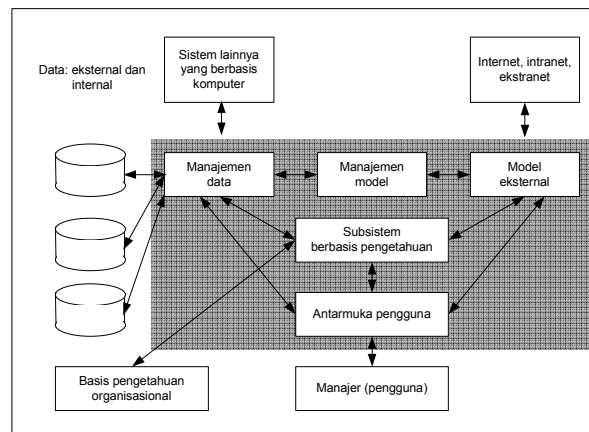 Data: eksternal dan
internal
Sistem lainnya
yang berbasis
komputer
Internet, intranet,
ekstranet
Manajemen
data
Manajemen
model
Model
eksternal
Subsistem
berbasis pengetahuan
Antarmuka pengguna
Basis pengetahuan
organisasional
Manajer (pengguna)